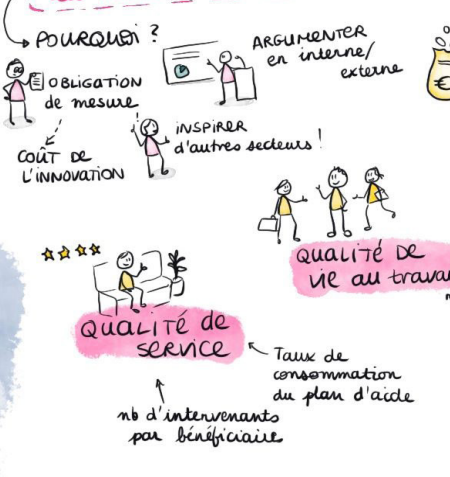 POURQUOI ?
ARGUMENTER
en interne/
externe
€
OBLIGATION
de mesure
INSPIRER
d'autres secteurs !
COÛT DE
L'INNOVATION
QUALITÉ DE
vie au trava
QUALITÉ de
SERVICE
Taux de
consommation
du plan d'aide
nb d'intervenants
par bénéficiaire